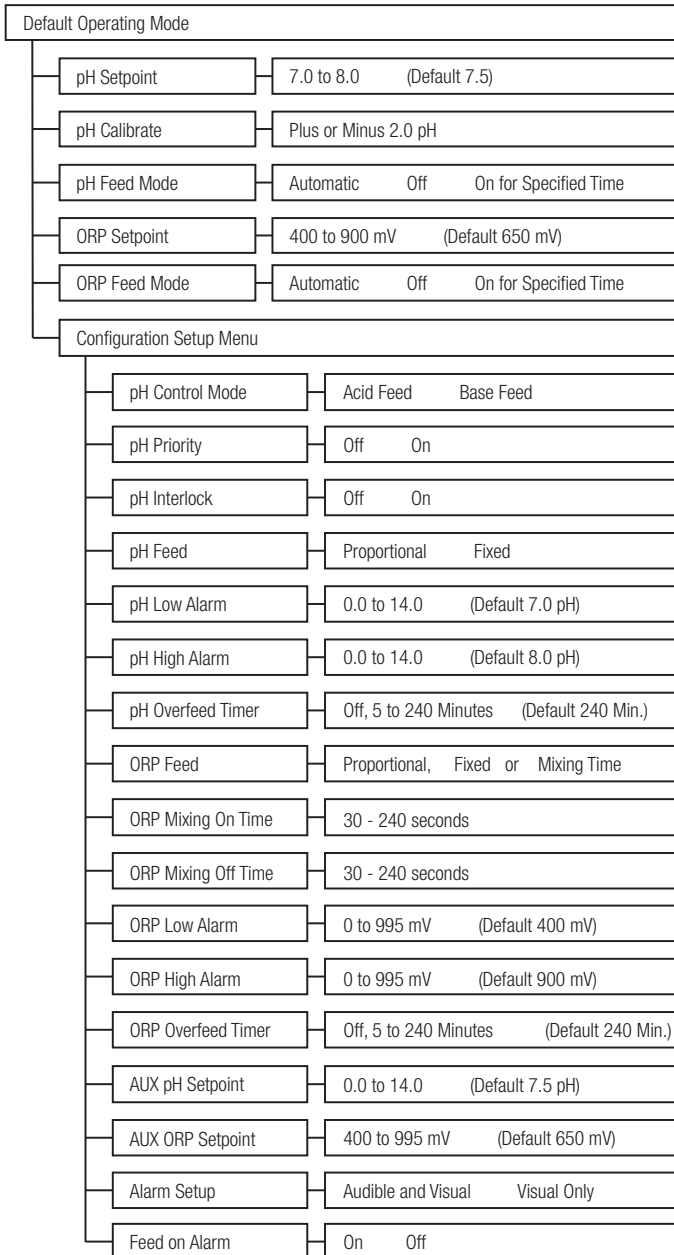 Default Operating Mode
pH Setpoint 7.0 to 8.0 (Default 7.5)
pH Calibrate Plus or Minus 2.0 pH
pH Feed Mode Automatic Off On for Specified Time
ORP Setpoint 400 to 900 mV (Default 650 mV)
ORP Feed Mode Automatic Off On for Specified Time
Configuration Setup Menu
pH Control Mode Acid Feed Base Feed
pH Priority Off On
pH Interlock Off On
pH Feed Proportional Fixed
pH Low Alarm 0.0 to 14.0 (Default 7.0 pH)
pH High Alarm 0.0 to 14.0 (Default 8.0 pH)
pH Overfeed Timer Off, 5 to 240 Minutes (Default 240 Min.)
ORP Feed Proportional, Fixed or Mixing Time
ORP Mixing On Time 30 - 240 seconds
ORP Mixing Off Time 30 - 240 seconds
ORP Low Alarm 0 to 995 mV (Default 400 mV)
ORP High Alarm 0 to 995 mV (Default 900 mV)
ORP Overfeed Timer Off, 5 to 240 Minutes (Default 240 Min.)
AUX pH Setpoint 0.0 to 14.0 (Default 7.5 pH)
AUX ORP Setpoint 400 to 995 mV (Default 650 mV)
Alarm Setup Audible and Visual Visual Only
Feed on Alarm On Off